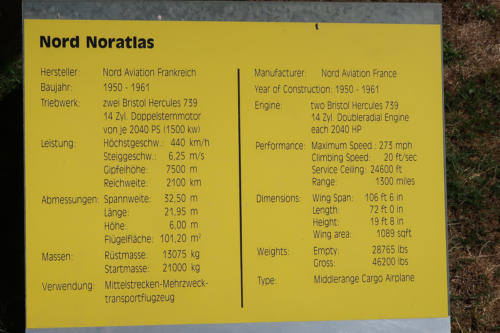 Nord Noratlas
Hersteller: Nord Aviation Frankreich
Baujahr: 1950 - 1961
Triebwerk: zwei Bristol Hercules 739
14 Zyl. Doppelsternmotor
von je 2040 PS (1500 kw)
Leistung: Höchstgeschw.: 440 km/h
Steiggeschw.: 6,25 m/s
Gipfelhöhe: 7500 m
Reichweite: 2100 km
Abmessungen: Spannweite: 32,50 m
Länge: 21,95 m
Höhe: 6,00 m
Flügelfläche: 101,20 m²
Massen: Rüstmasse: 13075 kg
Startmasse: 21000 kg
Verwendung: Mittelstrecken-Mehrzweck-
transportflugzeug
Manufacturer: Nord Aviation France
Year of Construction: 1950 - 1961
Engine: two Bristol Hercules 739
14 Zyl. Doubleradial Engine
each 2040 HP
Performance: Maximum Speed : 273 mph
Climbing Speed: 20 ft/sec
Service Ceiling: 24600 ft
Range: 1300 miles
Dimensions: Wing Span: 106 ft 6 in
Length: 72 ft 0 in
Height: 19 ft 8 in
Wing area: 1089 sqft
Weights: Empty: 28765 lbs
Gross: 46200 lbs
Type: Middlerange Cargo Airplane